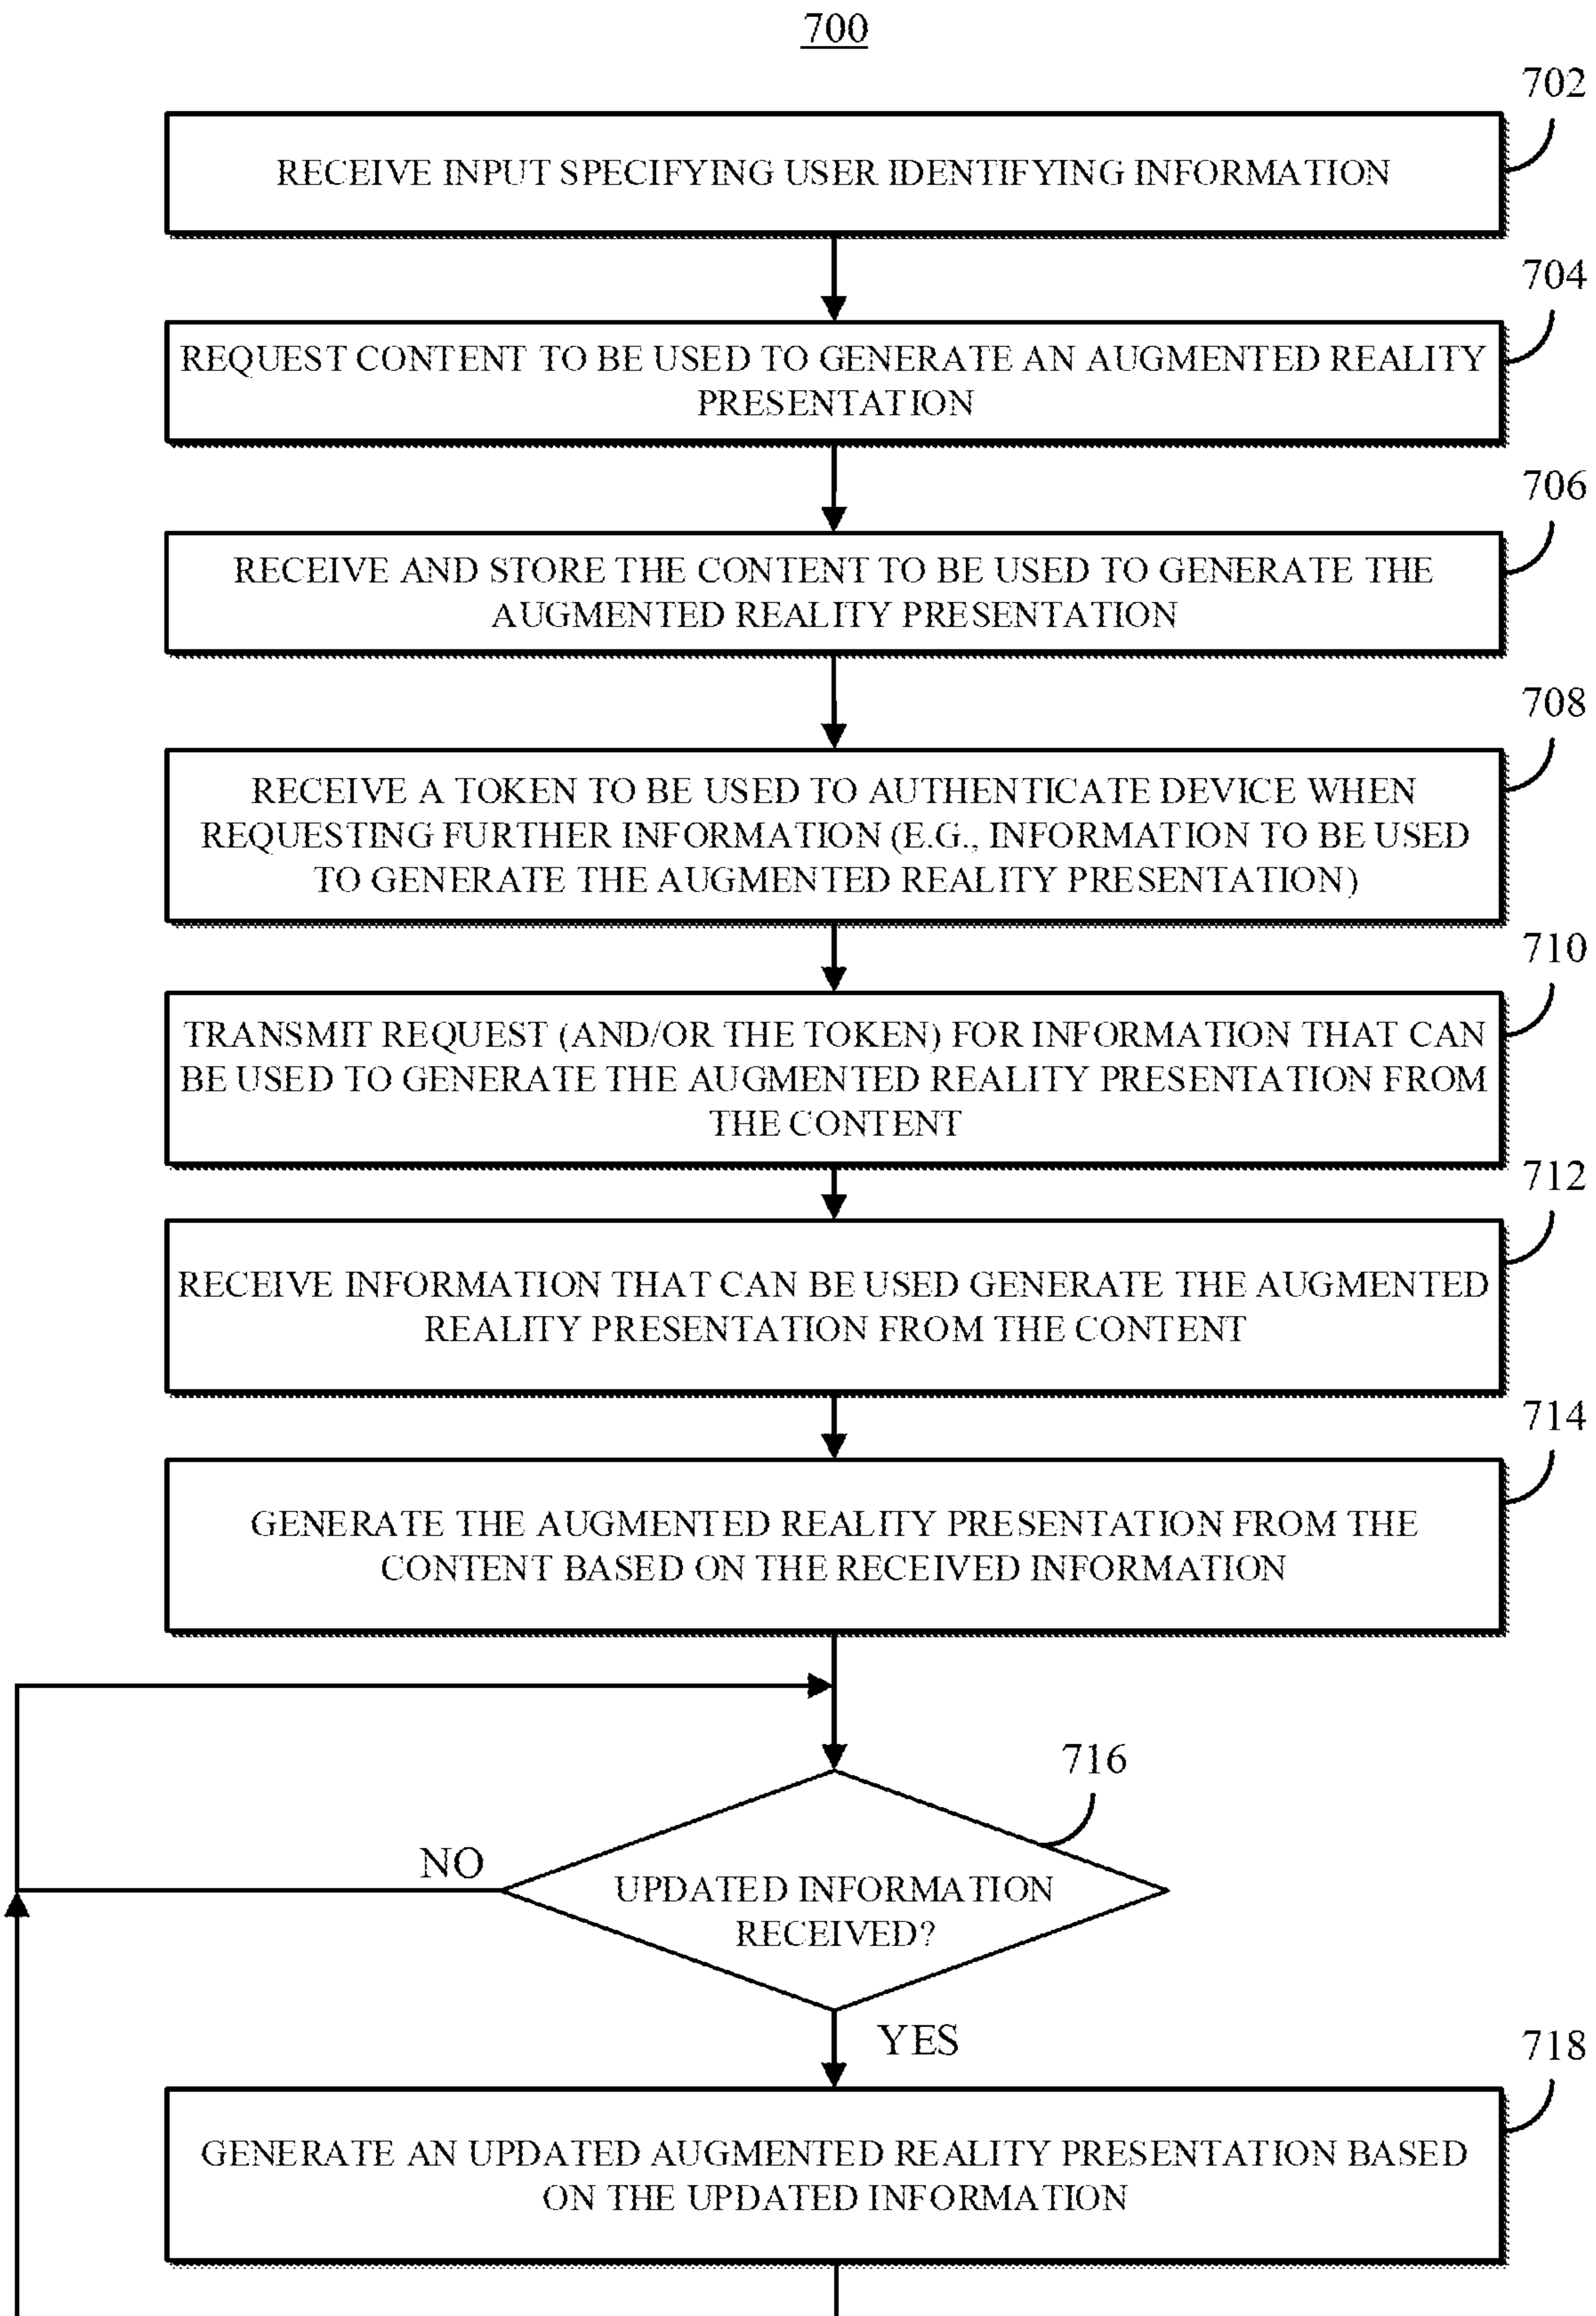 700
702
RECEIVE INPUT SPECIFYING USER IDENTIFYING INFORMATION
704
REQUEST CONTENT TO BE USED TO GENERATE AN AUGMENTED REALITY
PRESENTATION
706
RECEIVE AND STORE THE CONTENT TO BE USED TO GENERATE THE
AUGMENTED REALITY PRESENTATION
708
RECEIVE A TOKEN TO BE USED TO AUTHENTICATE DEVICE WHEN
REQUESTING FURTHER INFORMATION (E.G., INFORMATION TO BE USED
TO GENERATE THE AUGMENTED REALITY PRESENTATION)
710
TRANSMIT REQUEST (AND/OR THE TOKEN) FOR INFORMATION THAT CAN
BE USED TO GENERATE THE AUGMENTED REALITY PRESENTATION FROM
THE CONTENT
712
RECEIVE INFORMATION THAT CAN BE USED GENERATE THE AUGMENTED
REALITY PRESENTATION FROM THE CONTENT
714
GENERATE THE AUGMENTED REALITY PRESENTATION FROM THE
CONTENT BASED ON THE RECEIVED INFORMATION
716
NO
UPDATED INFORMATION
RECEIVED?
YES
718
GENERATE AN UPDATED AUGMENTED REALITY PRESENTATION BASED
ON THE UPDATED INFORMATION